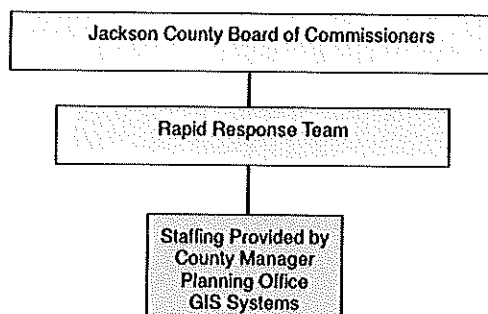 Jackson County Board of Commissioners
Rapid Response Team
Staffing Provided by
County Manager
Planning Office
GIS Systems